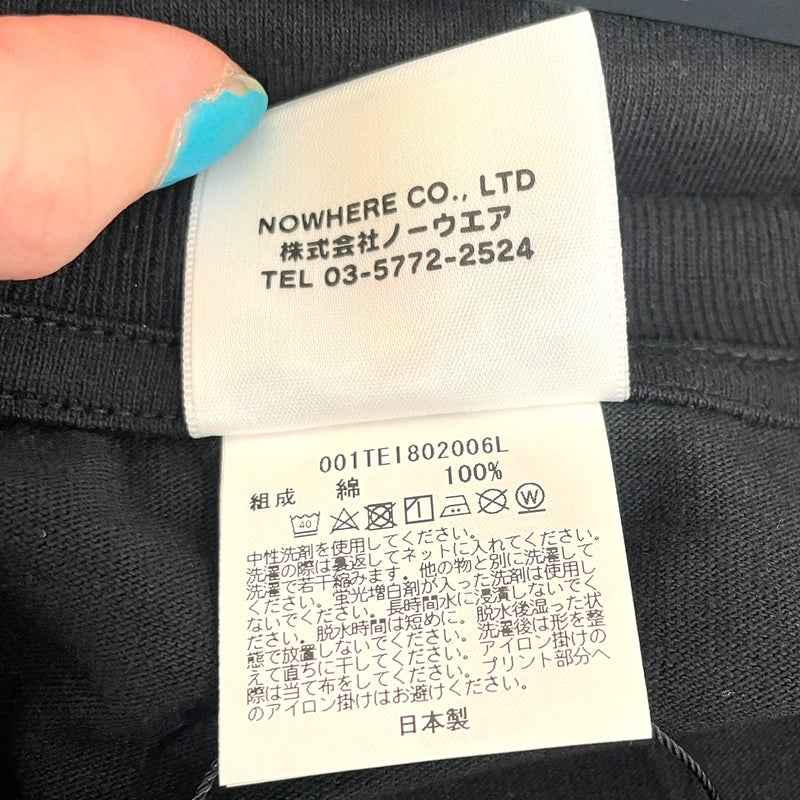 NOWHERE CO., LTD
株式会社ノーウエア
TEL 03-5772-2524
001TEI802006L
組成 綿 100%
40
W
中性洗剤を使用してください。
洗濯の際は裏返してネットに入れてください。
洗濯で若干縮みます。他の物と別に洗濯して
ください。蛍光増白剤が入った洗剤は使用し
ないでください。長時間水に浸漬しないでく
ださい。脱水時間は短めに。脱水後湿った状
態で放置しないでください。洗濯後は形を整
えて直ちに干してください。アイロン掛けの
際は当て布をしてください。プリント部分へ
のアイロン掛けはお避けください。
日本製